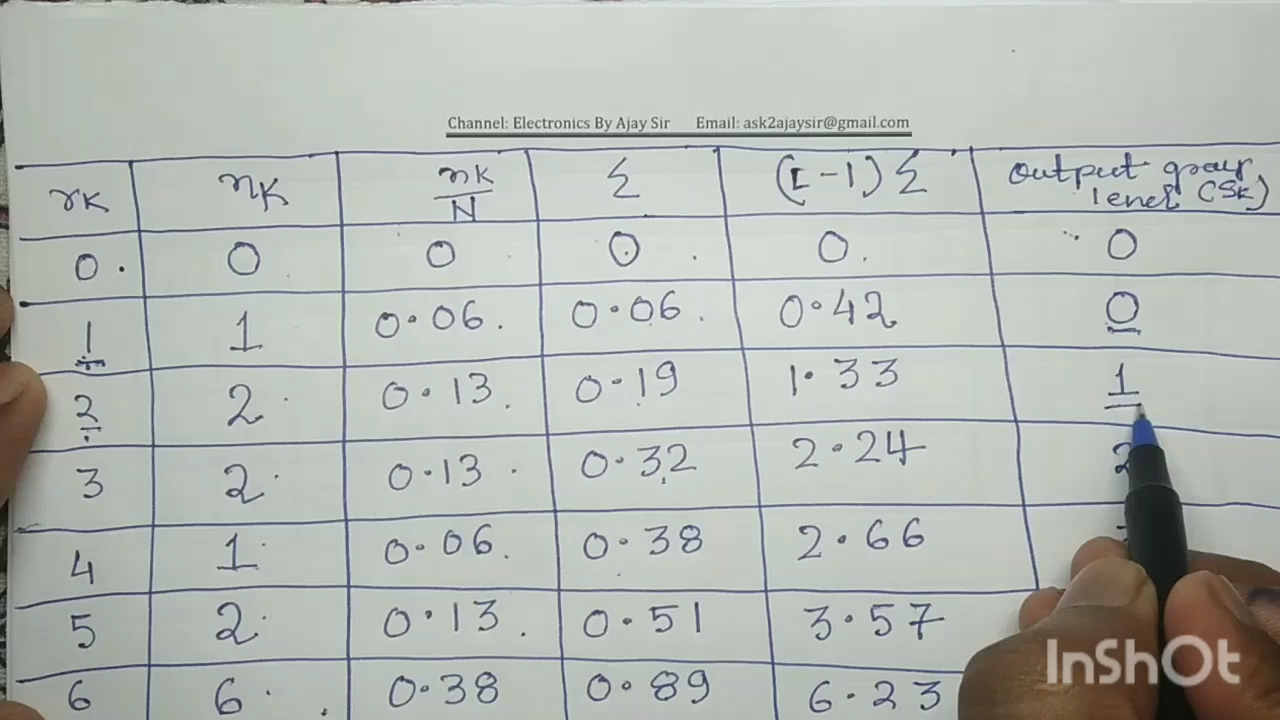 Channel: Electronics By Ajay Sir Email: ask2ajaysir@gmail.com
rk nk nk/N Σ (L-1) Σ Output gray level (Sk)
0 0 0 0 0 0
1 1 0.06 0.06 0.42 0
2 2 0.13 0.19 1.33 1
3 2 0.13 0.32 2.24 2
4 1 0.06 0.38 2.66
5 2 0.13 0.51 3.57
6 6 0.38 0.89 6.23
InShOt